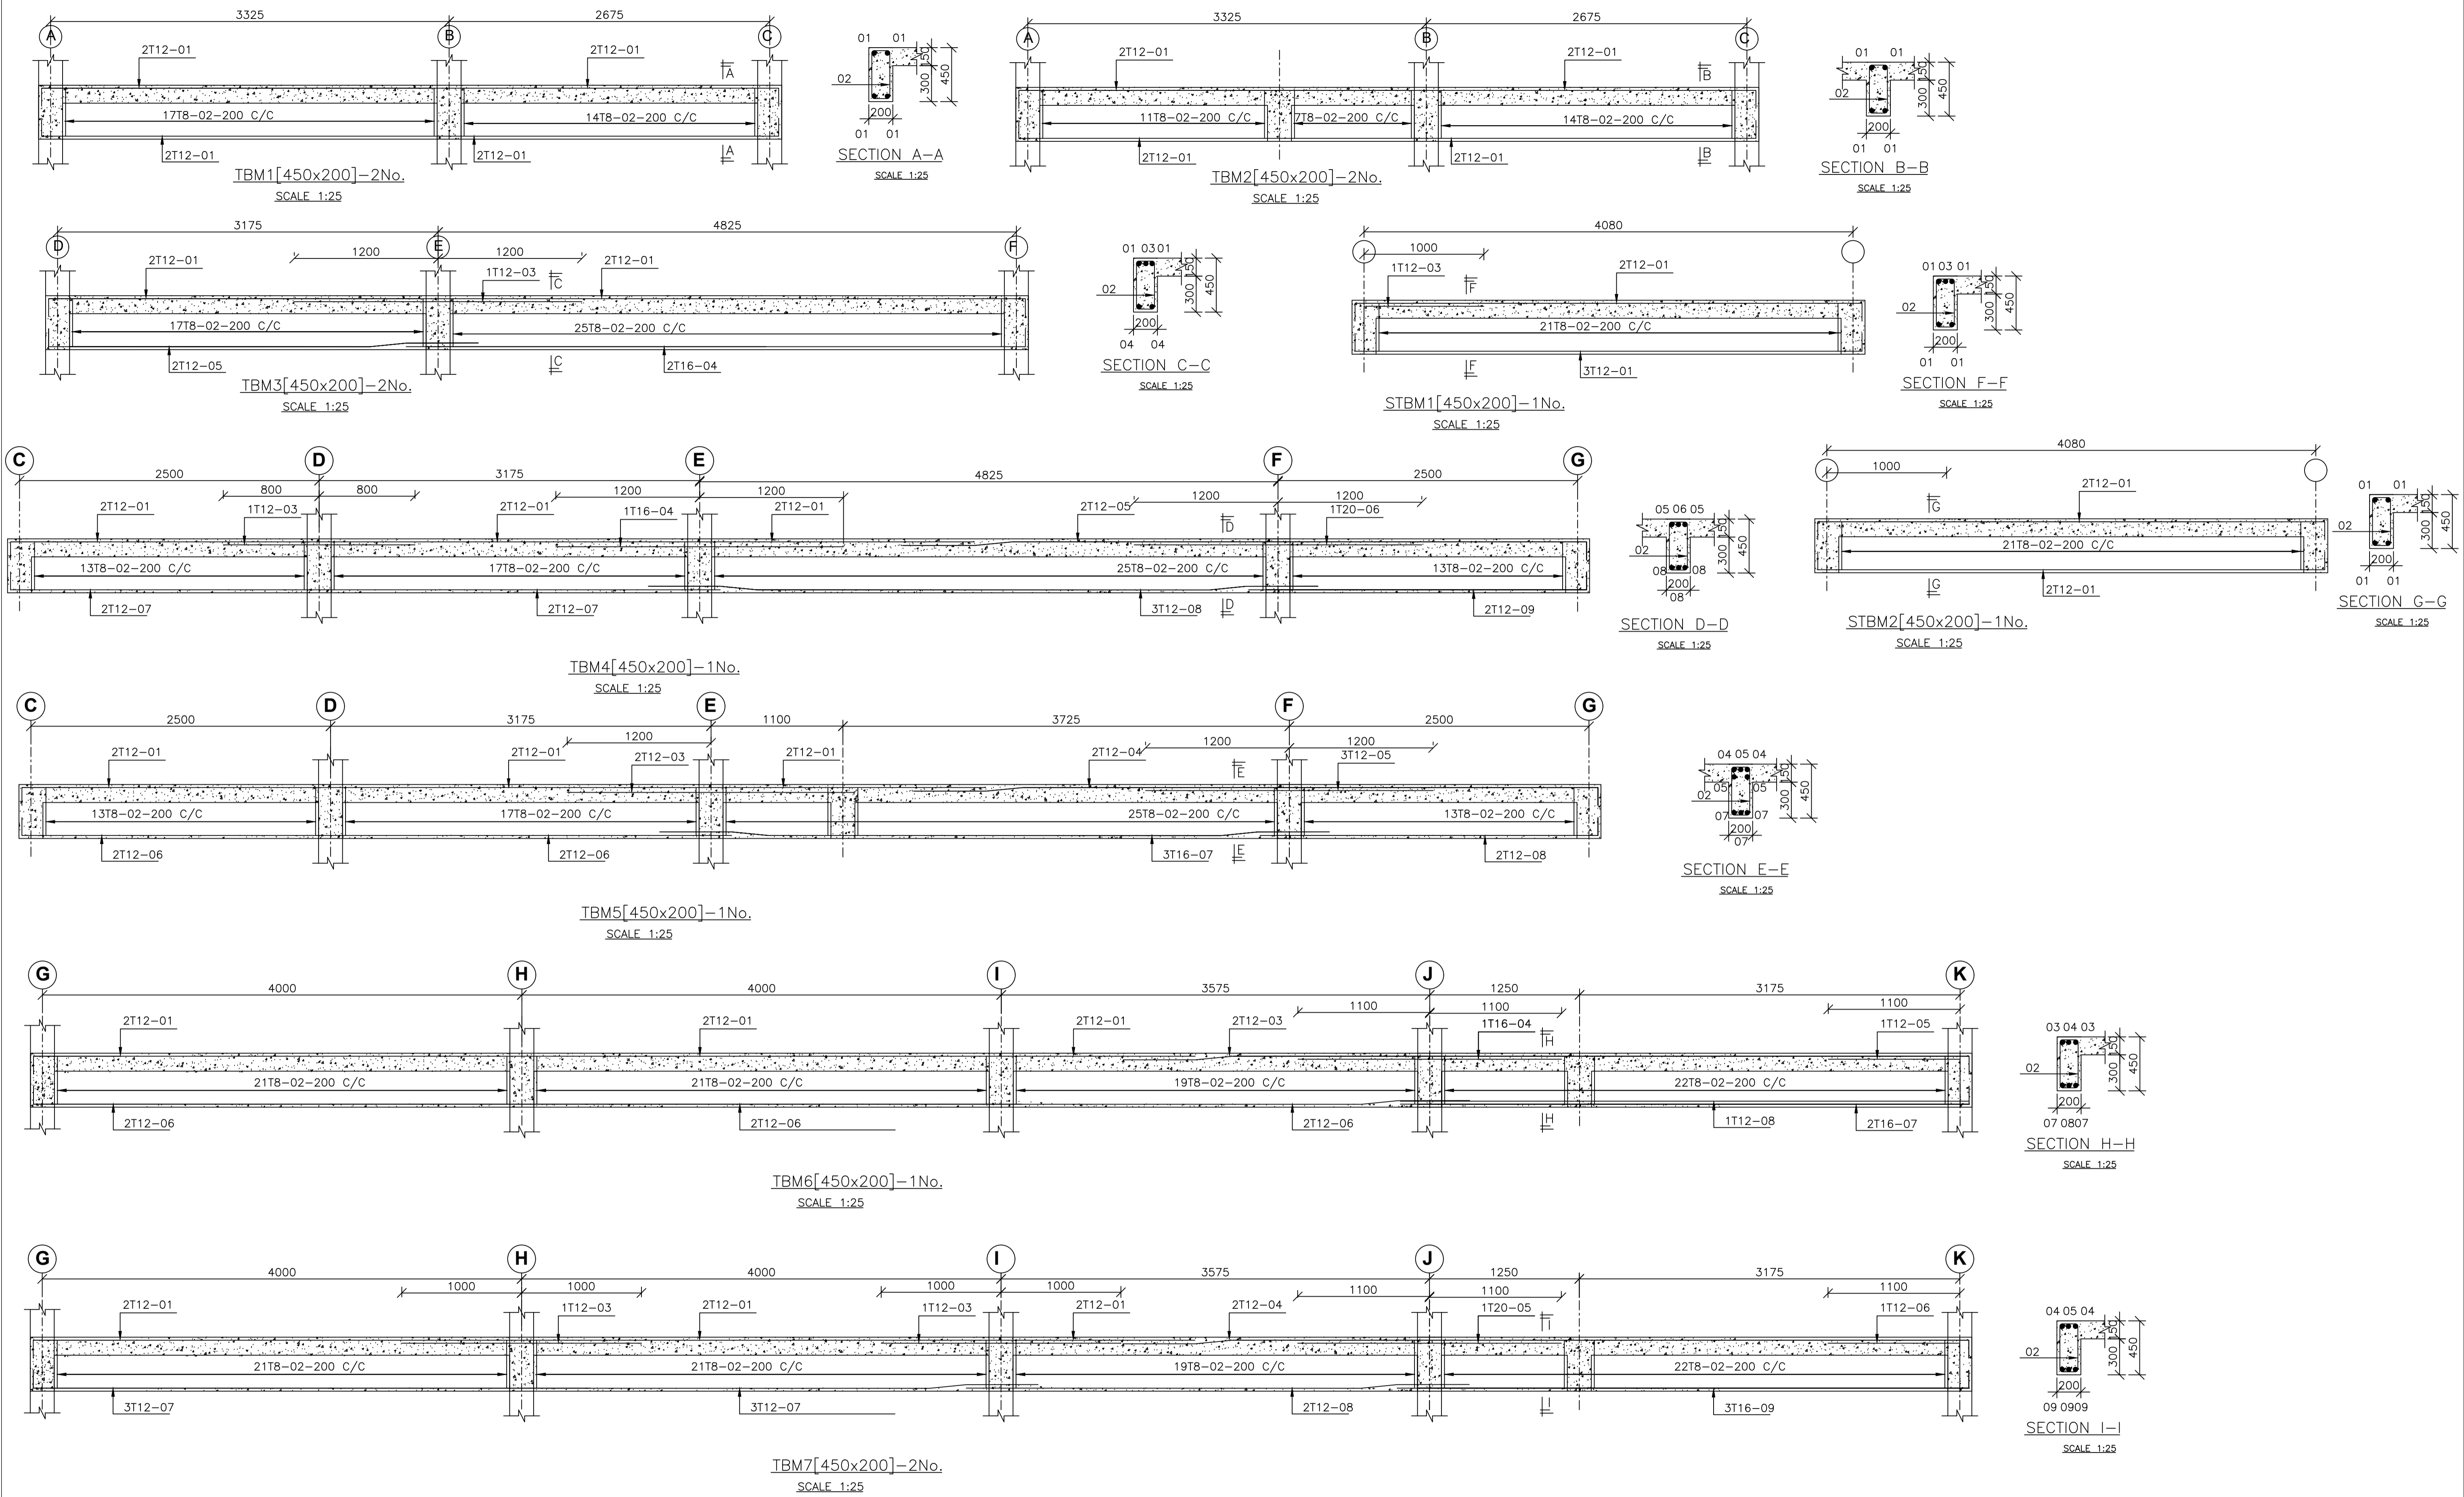 3325 2675
A B C
2T12-01 2T12-01
A
17T8-02-200 C/C 14T8-02-200 C/C
2T12-01 2T12-01
A
TBM1[450x200]-2No.
SCALE 1:25
01 01
02
300 150
450
200
01 01
SECTION A-A
SCALE 1:25
3325 2675
A B C
2T12-01 2T12-01
B
11T8-02-200 C/C 7T8-02-200 C/C 14T8-02-200 C/C
2T12-01 2T12-01
B
TBM2[450x200]-2No.
SCALE 1:25
01 01
02
300 150
450
200
01 01
SECTION B-B
SCALE 1:25
3175 4825
D E F
1200 1200
2T12-01 1T12-03 2T12-01
C
17T8-02-200 C/C 25T8-02-200 C/C
2T12-05 2T16-04
C
TBM3[450x200]-2No.
SCALE 1:25
01 03 01
02
300 150
450
200
04 04
SECTION C-C
SCALE 1:25
4080
1000
1T12-03 2T12-01
F
21T8-02-200 C/C
3T12-01
F
STBM1[450x200]-1No.
SCALE 1:25
01 03 01
02
300 150
450
200
01 01
SECTION F-F
SCALE 1:25
C D E F G
2500 3175 4825 2500
800 800 1200 1200 1200 1200
2T12-01 1T12-03 2T12-01 1T16-04 2T12-01 2T12-05 1T20-06
D
13T8-02-200 C/C 17T8-02-200 C/C 25T8-02-200 C/C 13T8-02-200 C/C
2T12-07 2T12-07 3T12-08 2T12-09
D
TBM4[450x200]-1No.
SCALE 1:25
05 06 05
02
300 150
450
08 08
200
08
SECTION D-D
SCALE 1:25
4080
1000
2T12-01
G
21T8-02-200 C/C
2T12-01
G
STBM2[450x200]-1No.
SCALE 1:25
01 01
02
300 150
450
200
01 01
SECTION G-G
SCALE 1:25
C D E F G
2500 3175 1100 3725 2500
1200 1200 1200
2T12-01 2T12-01 2T12-03 2T12-01 2T12-04 3T12-05
E
13T8-02-200 C/C 17T8-02-200 C/C 25T8-02-200 C/C 13T8-02-200 C/C
2T12-06 2T12-06 3T16-07 2T12-08
E
TBM5[450x200]-1No.
SCALE 1:25
04 05 04
05 05
02
300 150
450
07 07
200
07
SECTION E-E
SCALE 1:25
G H I J K
4000 4000 3575 1250 3175
1100 1100 1100
2T12-01 2T12-01 2T12-01 2T12-03 1T16-04 1T12-05
H
21T8-02-200 C/C 21T8-02-200 C/C 19T8-02-200 C/C 22T8-02-200 C/C
2T12-06 2T12-06 2T12-06 1T12-08 2T16-07
H
TBM6[450x200]-1No.
SCALE 1:25
03 04 03
02
300 150
450
200
07 0807
SECTION H-H
SCALE 1:25
G H I J K
4000 4000 3575 1250 3175
1000 1000 1000 1000 1100 1100 1100
2T12-01 1T12-03 2T12-01 1T12-03 2T12-01 2T12-04 1T20-05 1T12-06
I
21T8-02-200 C/C 21T8-02-200 C/C 19T8-02-200 C/C 22T8-02-200 C/C
3T12-07 3T12-07 2T12-08 3T16-09
I
TBM7[450x200]-2No.
SCALE 1:25
04 05 04
02
300 150
450
200
09 0909
SECTION I-I
SCALE 1:25